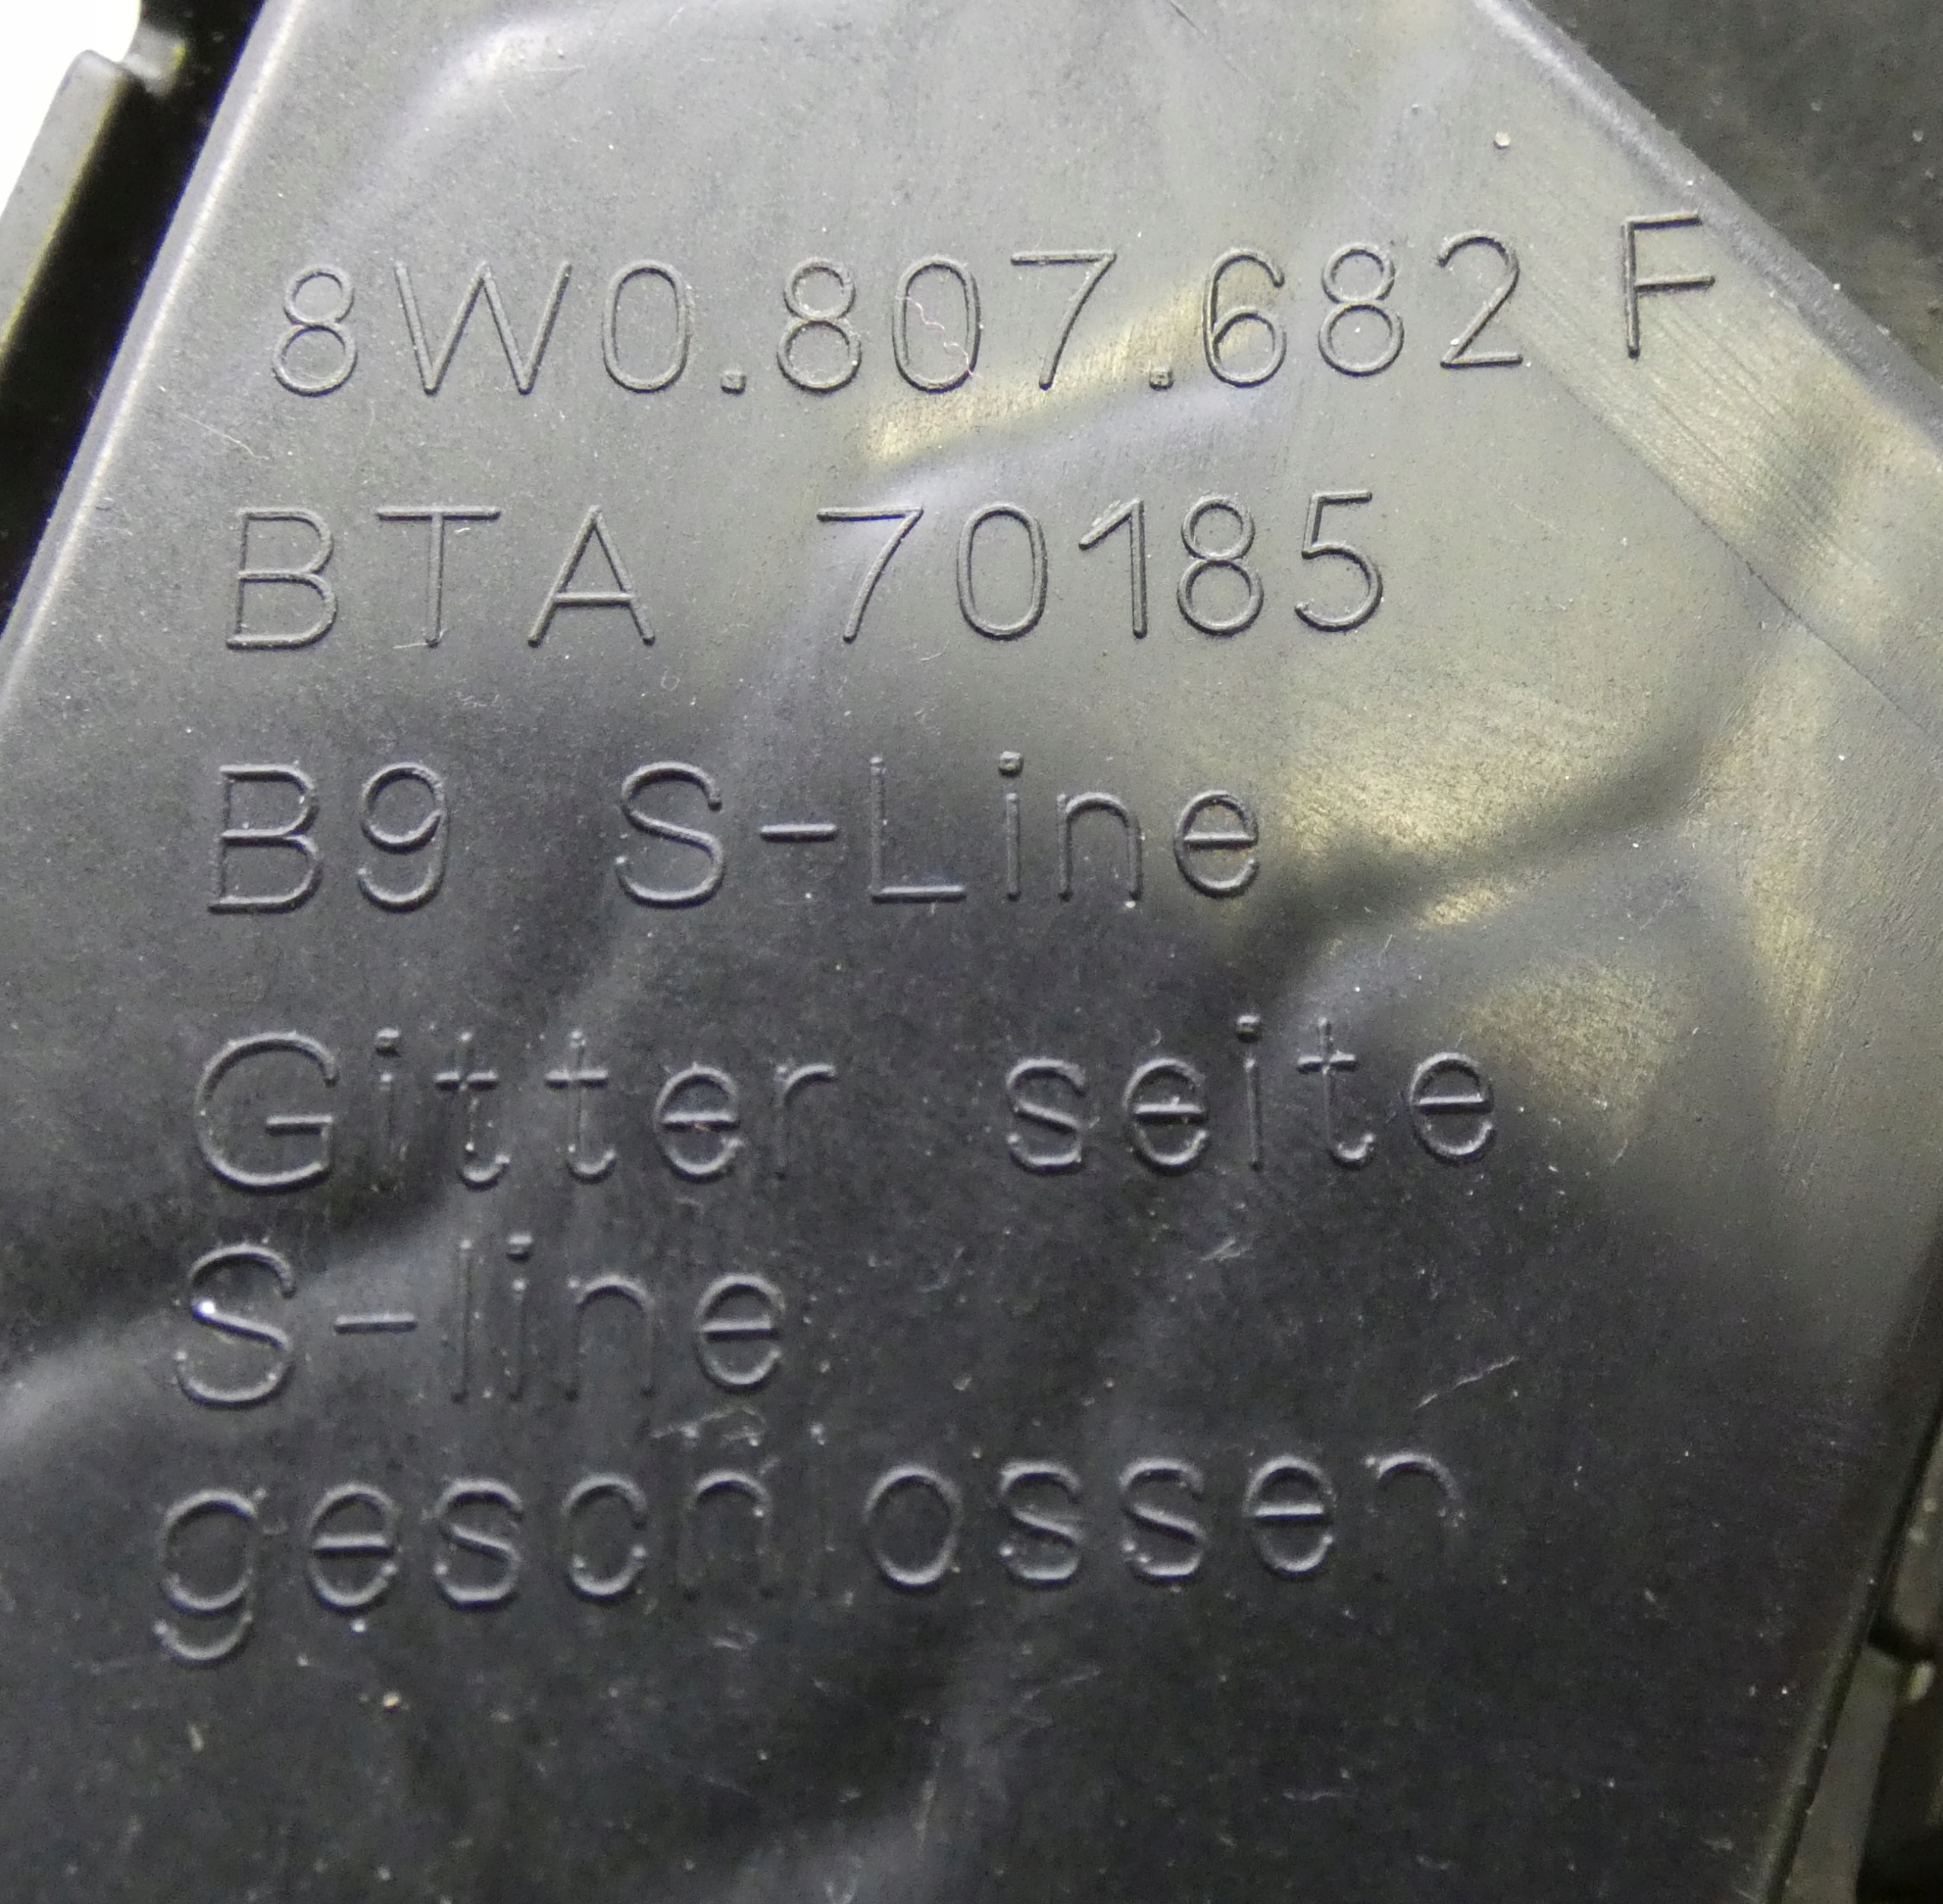 8W0.807.682 F
BTA 70185
B9 S-Line
Gitter seite
S-line
geschlossen